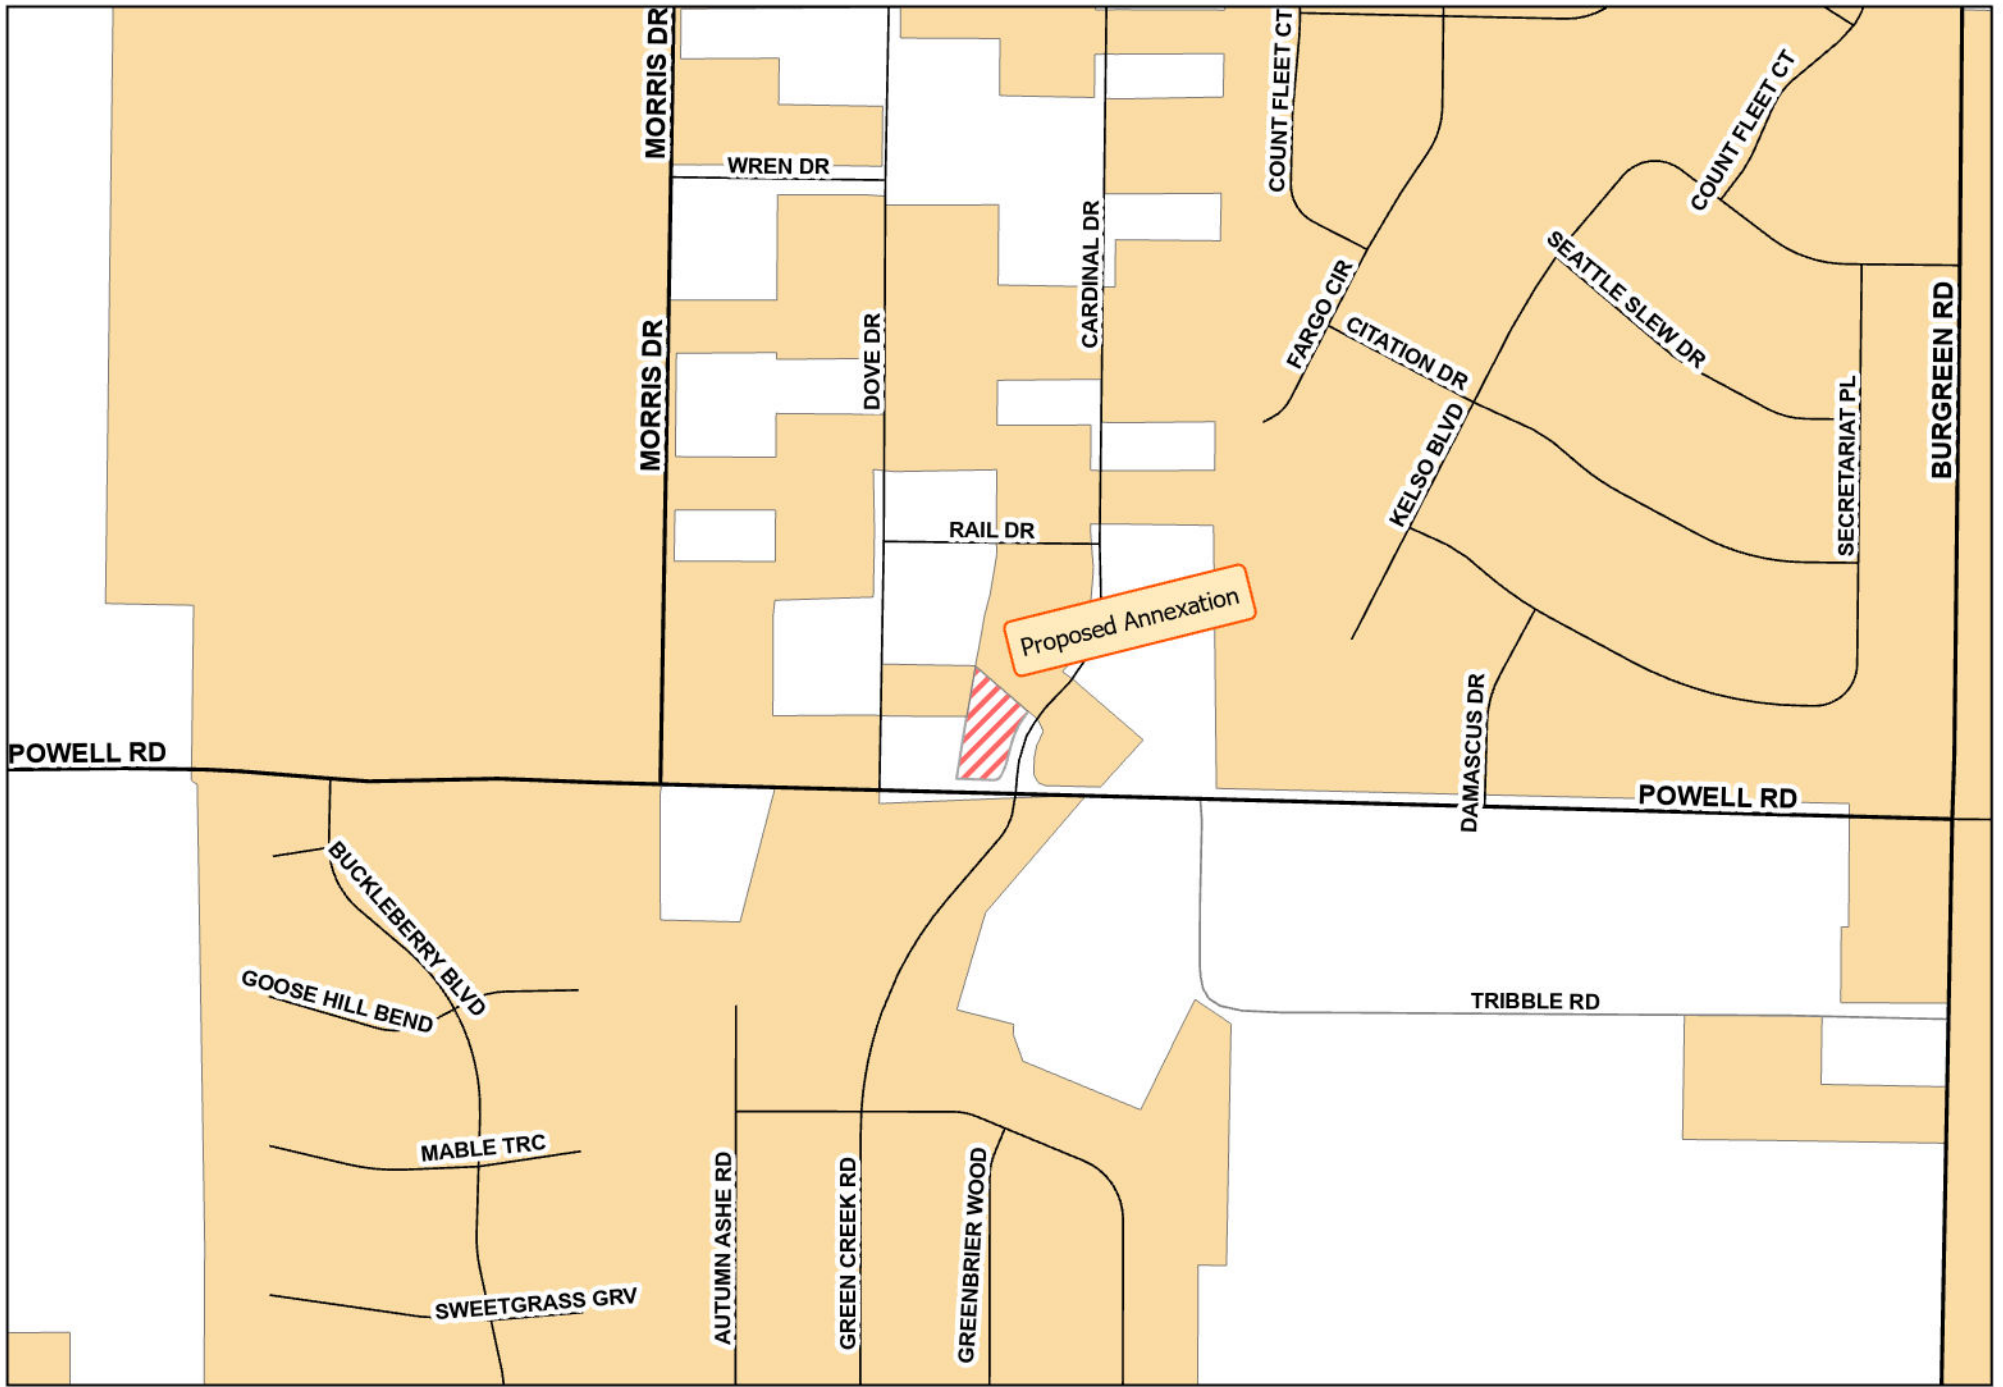 MORRIS DR
COUNT FLEET CT
COUNT FLEET CT
WREN DR
CARDINAL DR
SEATTLE SLEW DR
FARGO CIR
BURGREEN RD
DOVE DR
MORRIS DR
CITATION DR
SECRETARIAT PL
KELSO BLVD
RAIL DR
Proposed Annexation
DAMASCUS DR
POWELL RD
POWELL RD
BUCKLEBERRY BLVD
GOOSE HILL BEND
TRIBBLE RD
MABLE TRC
AUTUMN ASHE RD
GREEN CREEK RD
GREENBRIER WOOD
SWEETGRASS GRV